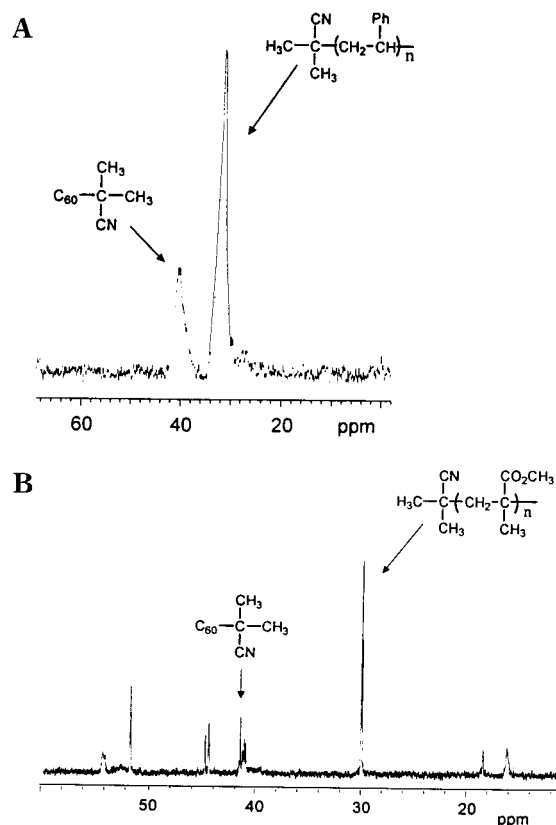 A
CN
Ph
H₃C—C—(CH₂—CH)n
CH₃
CH₃
C₆₀—C—CH₃
CN
60
40
20
ppm
B
CN
CO₂CH₃
H₃C—C—(CH₂—C)n
CH₃
CH₃
CH₃
C₆₀—C—CH₃
CN
50
40
30
20
ppm